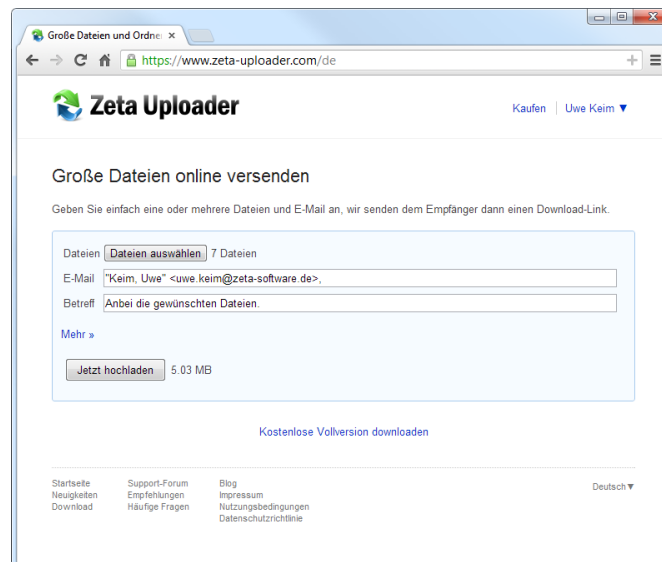 Große Dateien und Ordne
https://www.zeta-uploader.com/de
Zeta Uploader
Kaufen Uwe Keim ▼
Große Dateien online versenden
Geben Sie einfach eine oder mehrere Dateien und E-Mail an, wir senden dem Empfänger dann einen Download-Link.
Dateien Dateien auswählen 7 Dateien
E-Mail "Keim, Uwe" <uwe.keim@zeta-software.de>,
Betreff Anbei die gewünschten Dateien.
Mehr »
Jetzt hochladen 5.03 MB
Kostenlose Vollversion downloaden
Startseite Support-Forum Blog Deutsch ▼
Neuigkeiten Empfehlungen Impressum
Download Häufige Fragen Nutzungsbedingungen
Datenschutzrichtlinie